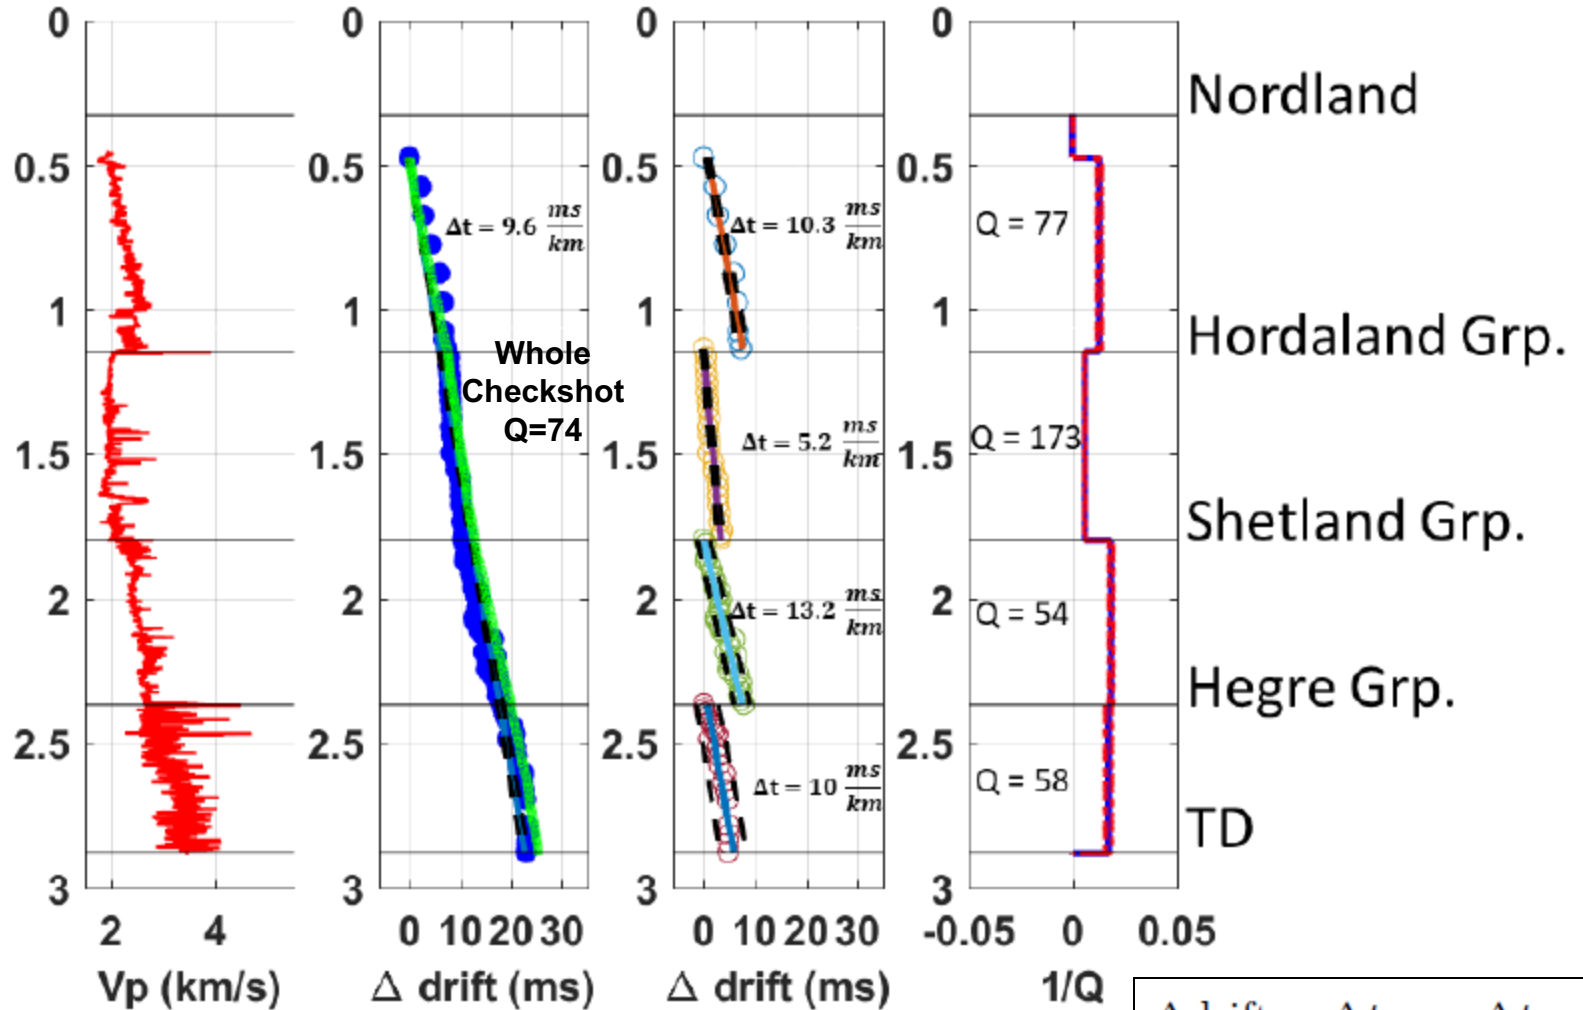 0 0 0 0
Nordland
0.5 0.5 0.5 0.5
Δt = 9.6 ms/km
Δt = 10.3 ms/km
Q = 77
1 1 1 1
Hordaland Grp.
Whole
Checkshot
Q=74
1.5 1.5 1.5 1.5
Δt = 5.2 ms/km
Q = 173
Shetland Grp.
2 2 2 2
Δt = 13.2 ms/km
Q = 54
Hegre Grp.
2.5 2.5 2.5 2.5
Δt = 10 ms/km
Q = 58
TD
3 3 3 3
2 4 0 10 20 30 0 10 20 30 -0.05 0 0.05
Vp (km/s) Δ drift (ms) Δ drift (ms) 1/Q